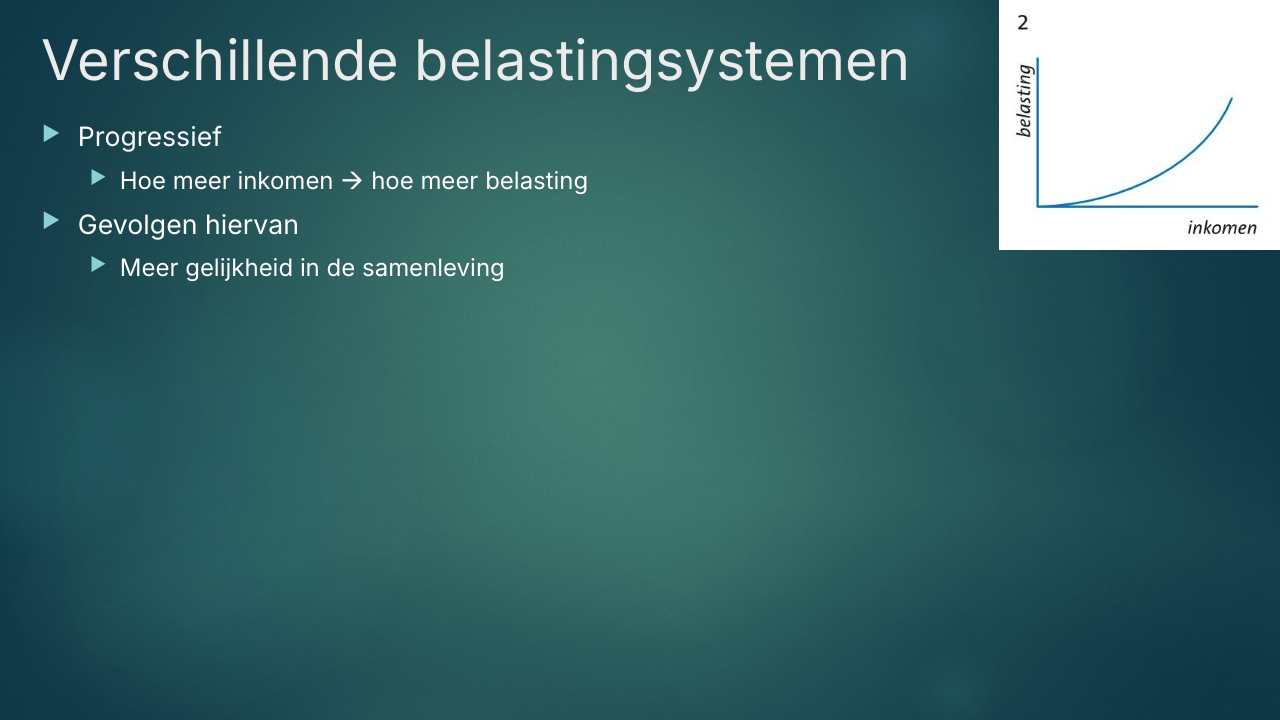 Verschillende belastingsystemen
Progressief
Hoe meer inkomen → hoe meer belasting
Gevolgen hiervan
Meer gelijkheid in de samenleving
2
belasting
inkomen